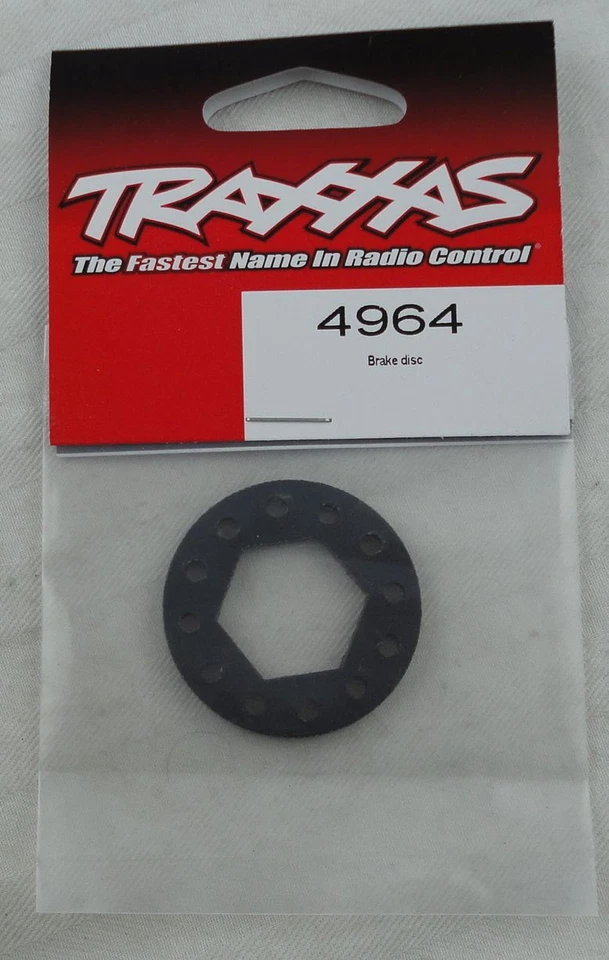 TRAXXAS
The Fastest Name In Radio Control®
4964
Brake disc